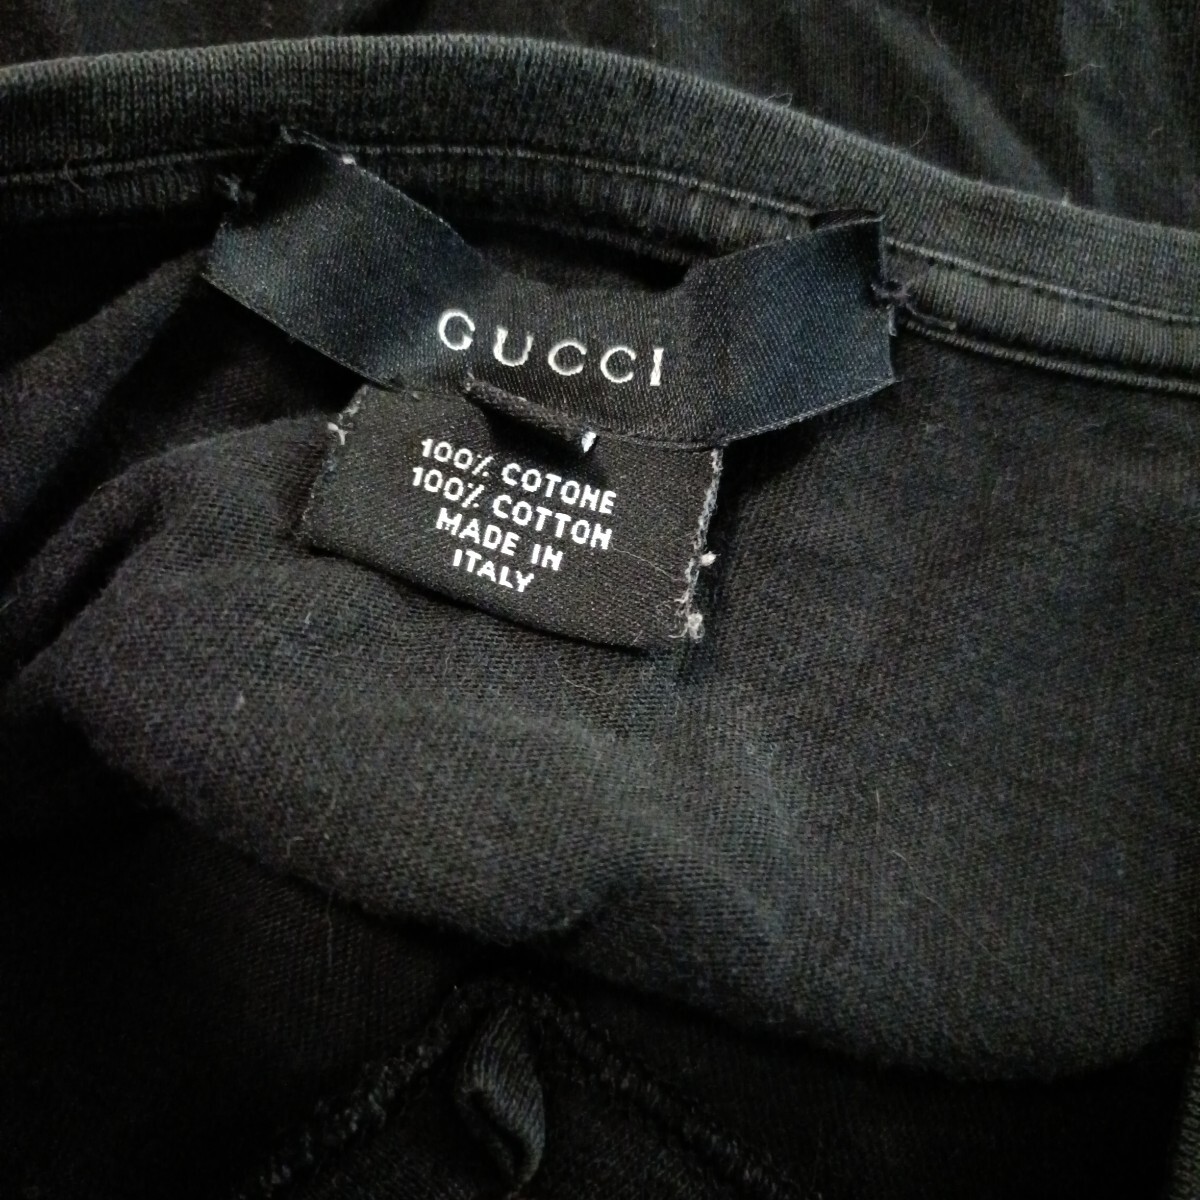 GUCCI
100% COTONE
100% COTTON
MADE IN
ITALY